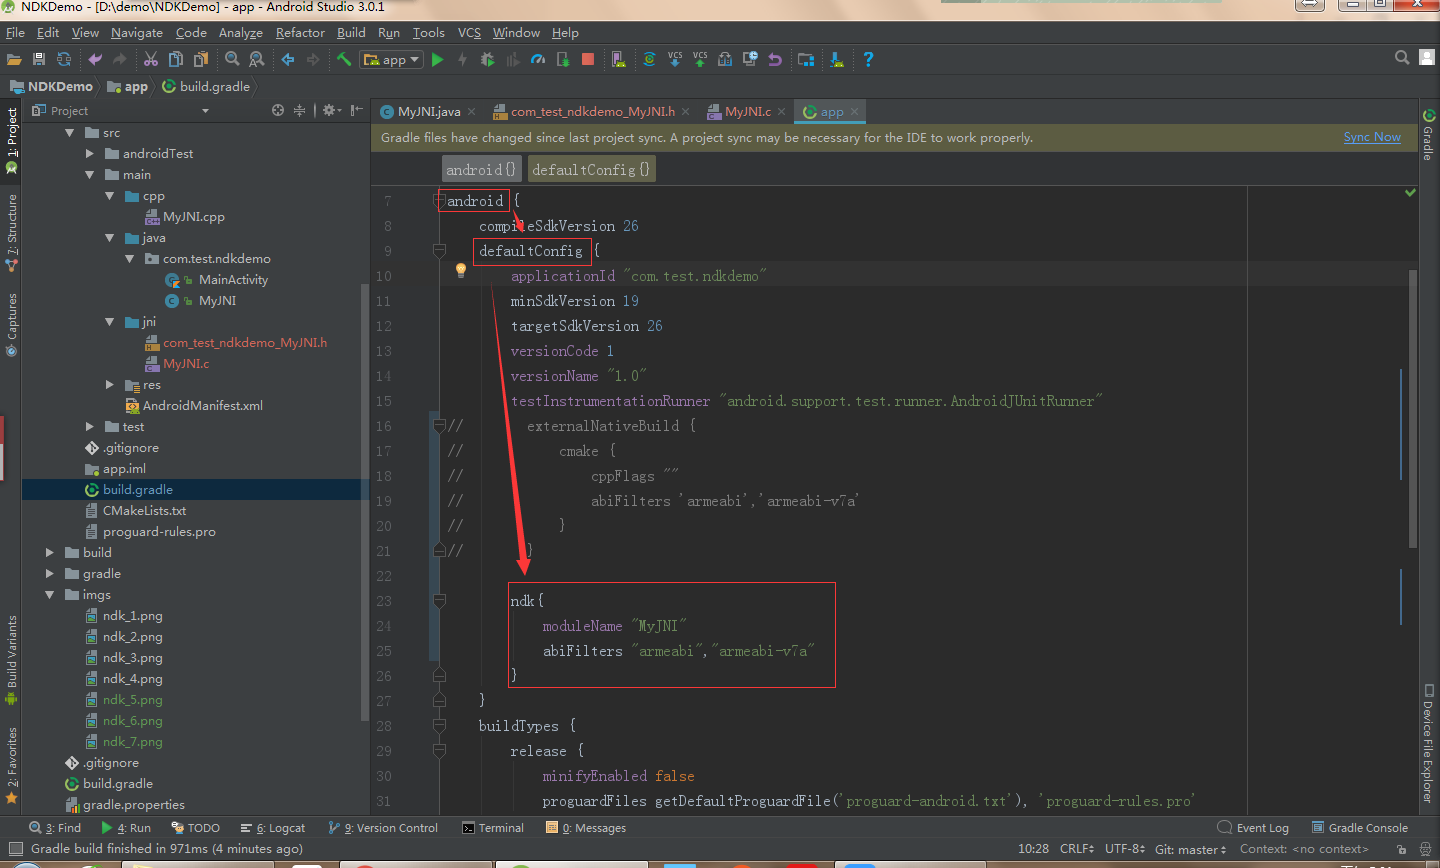 NDKDemo - [D:\demo\NDKDemo] - app - Android Studio 3.0.1
File Edit View Navigate Code Analyze Refactor Build Run Tools VCS Window Help
app
VCS VCS
NDKDemo app build.gradle
1: Project
7: Structure
Captures
Build Variants
2: Favorites
Project
src
androidTest
main
cpp
MyJNI.cpp
java
com.test.ndkdemo
MainActivity
MyJNI
jni
com_test_ndkdemo_MyJNI.h
MyJNI.c
res
AndroidManifest.xml
test
.gitignore
app.iml
build.gradle
CMakeLists.txt
proguard-rules.pro
build
gradle
imgs
ndk_1.png
ndk_2.png
ndk_3.png
ndk_4.png
ndk_5.png
ndk_6.png
ndk_7.png
.gitignore
build.gradle
gradle.properties
MyJNI.java com_test_ndkdemo_MyJNI.h MyJNI.c app
Gradle files have changed since last project sync. A project sync may be necessary for the IDE to work properly. Sync Now
android{} defaultConfig{}
7 android {
8 compileSdkVersion 26
9 defaultConfig {
10 applicationId "com.test.ndkdemo"
11 minSdkVersion 19
12 targetSdkVersion 26
13 versionCode 1
14 versionName "1.0"
15 testInstrumentationRunner "android.support.test.runner.AndroidJUnitRunner"
16 // externalNativeBuild {
17 // cmake {
18 // cppFlags ""
19 // abiFilters 'armeabi','armeabi-v7a'
20 // }
21 // }
22
23 ndk{
24 moduleName "MyJNI"
25 abiFilters "armeabi","armeabi-v7a"
26 }
27 }
28 buildTypes {
29 release {
30 minifyEnabled false
31 proguardFiles getDefaultProguardFile('proguard-android.txt'), 'proguard-rules.pro'
Gradle
Device File Explorer
3: Find 4: Run TODO 6: Logcat 9: Version Control Terminal 0: Messages Event Log Gradle Console
Gradle build finished in 971ms (4 minutes ago) 10:28 CRLF UTF-8 Git: master Context: <no context>